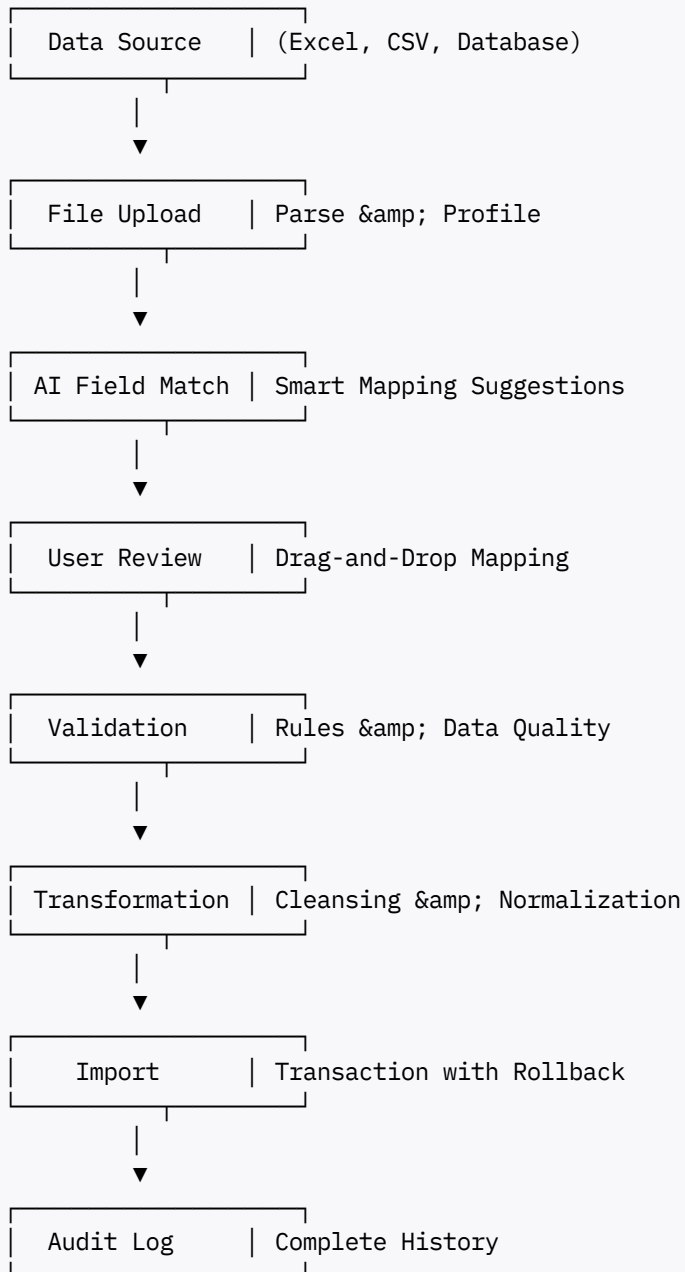 Data Source (Excel, CSV, Database)
File Upload Parse &amp; Profile
AI Field Match Smart Mapping Suggestions
User Review Drag-and-Drop Mapping
Validation Rules &amp; Data Quality
Transformation Cleansing &amp; Normalization
Import Transaction with Rollback
Audit Log Complete History